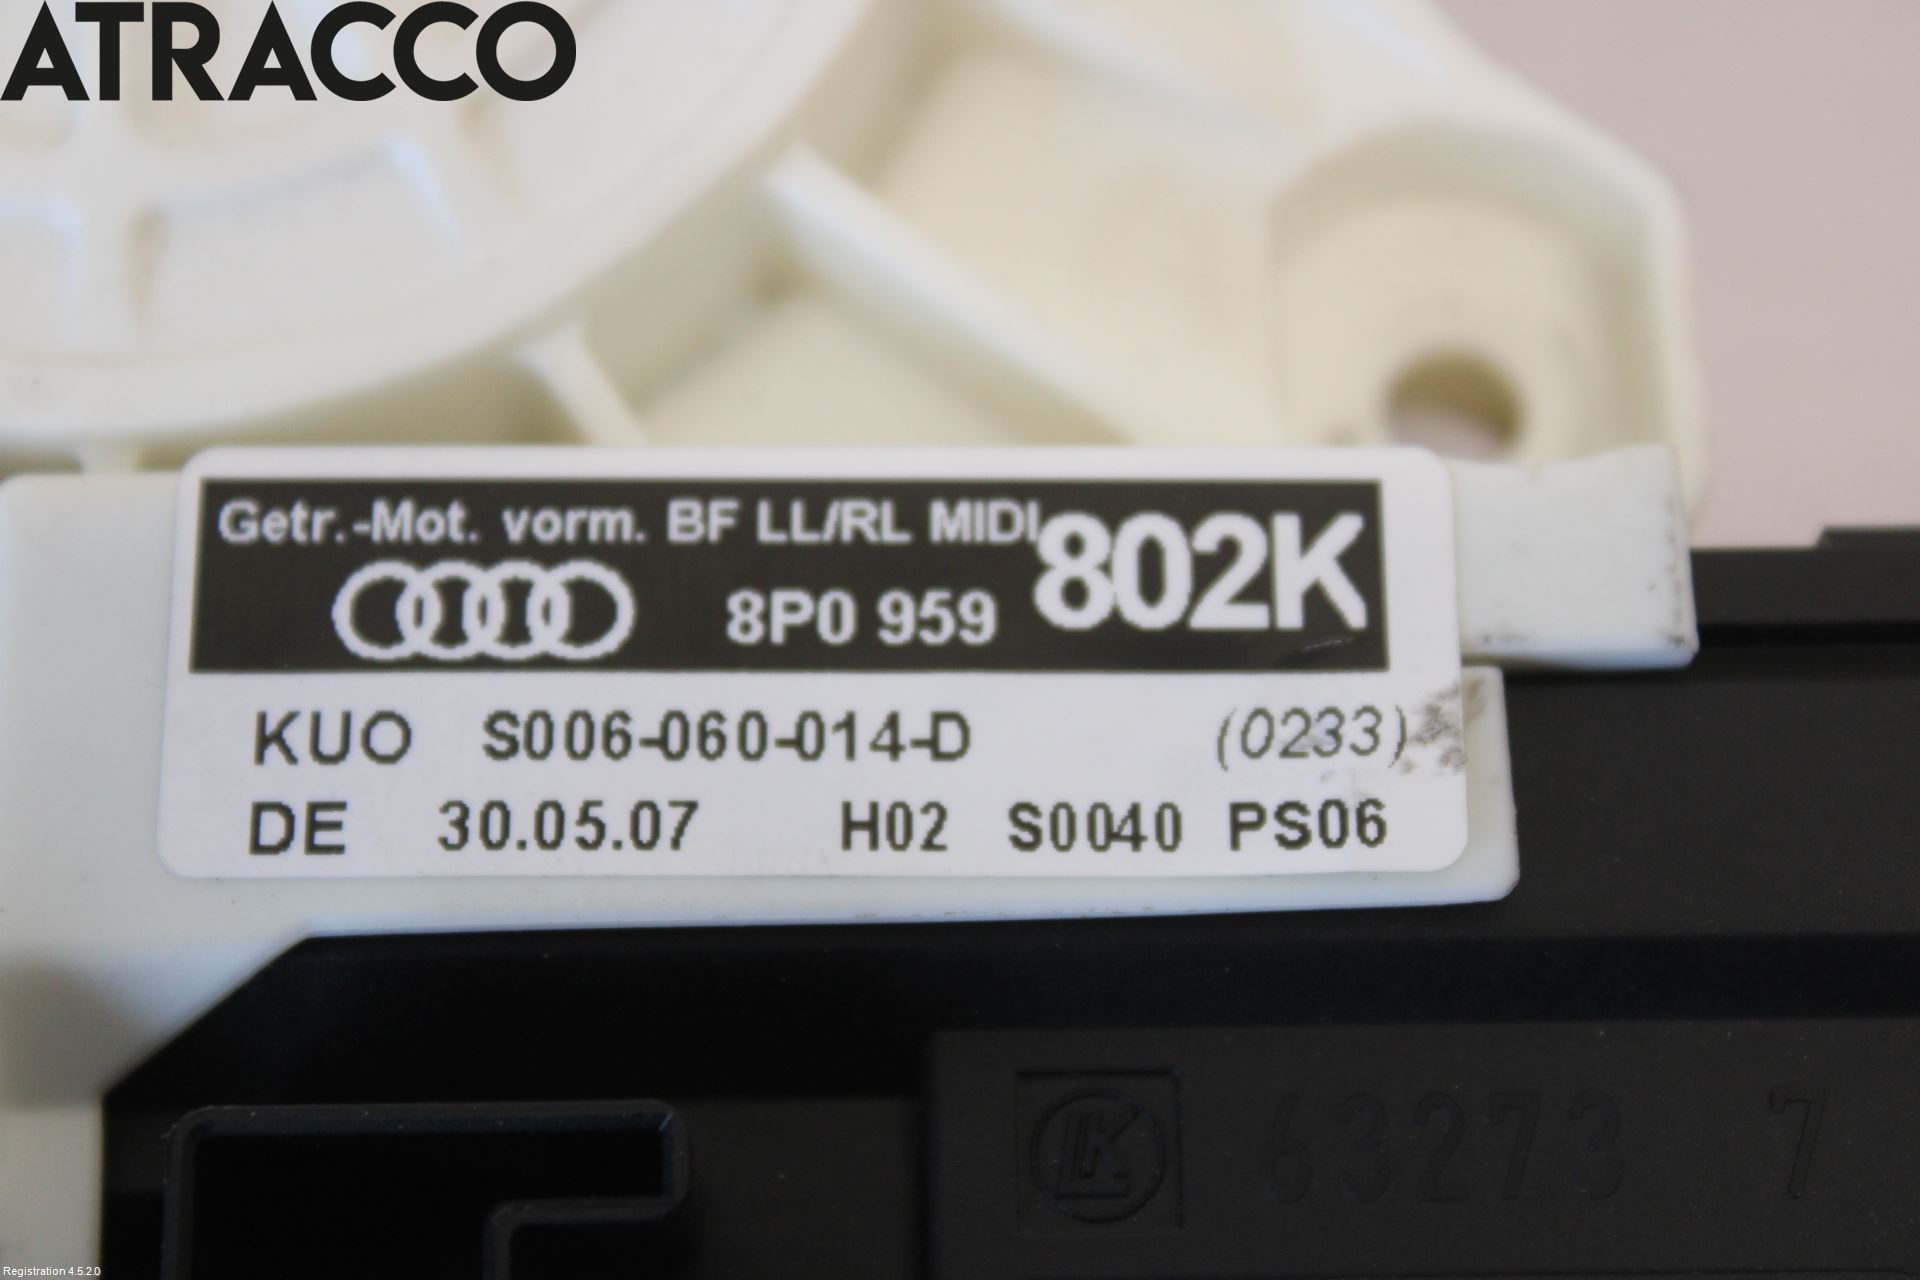 ATRACCO
Getr.-Mot. vorm. BF LL/RL MIDI
8P0 959 802K
KUO S006-060-014-D (0233)
DE 30.05.07 H02 S0040 PS06
LK 63273 7
Registration 4.5.2.0